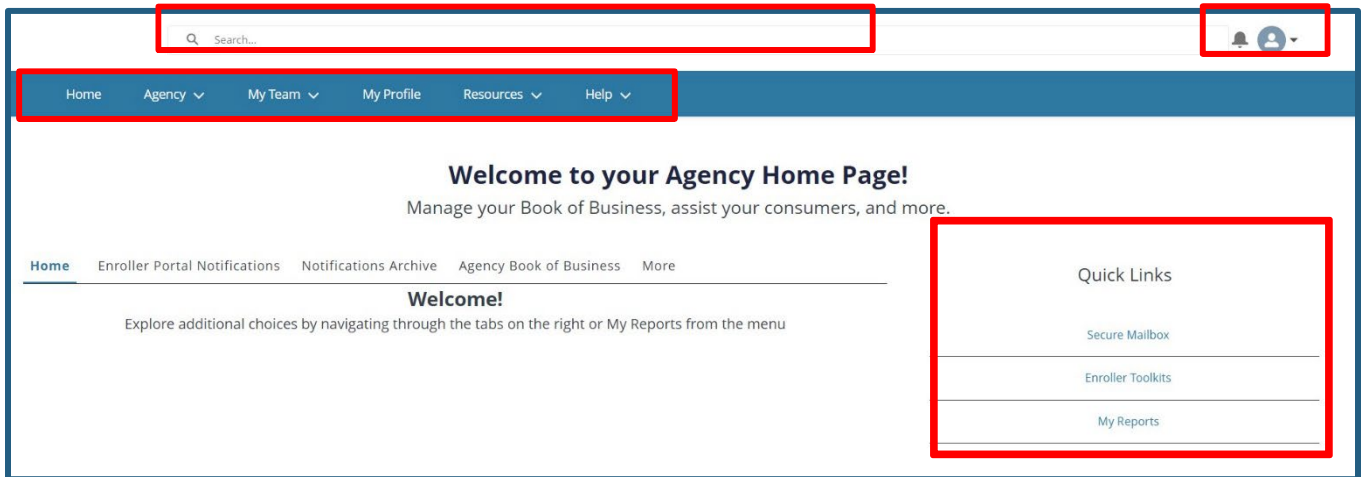 Search...
Home Agency My Team My Profile Resources Help
Welcome to your Agency Home Page!
Manage your Book of Business, assist your consumers, and more.
Home Enroller Portal Notifications Notifications Archive Agency Book of Business More
Welcome!
Explore additional choices by navigating through the tabs on the right or My Reports from the menu
Quick Links
Secure Mailbox
Enroller Toolkits
My Reports